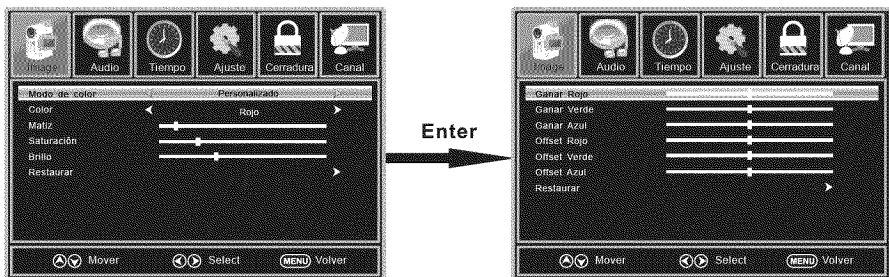 Image Audio Tiempo Ajuste Cerradura Canal
Modo de color Personalizado
Color Rojo
Matiz
Saturación
Brillo
Restaurar
Mover Select MENU Volver
Enter
Image Audio Tiempo Ajuste Cerradura Canal
Ganar Rojo
Ganar Verde
Ganar Azul
Offset Rojo
Offset Verde
Offset Azul
Restaurar
Mover Select MENU Volver